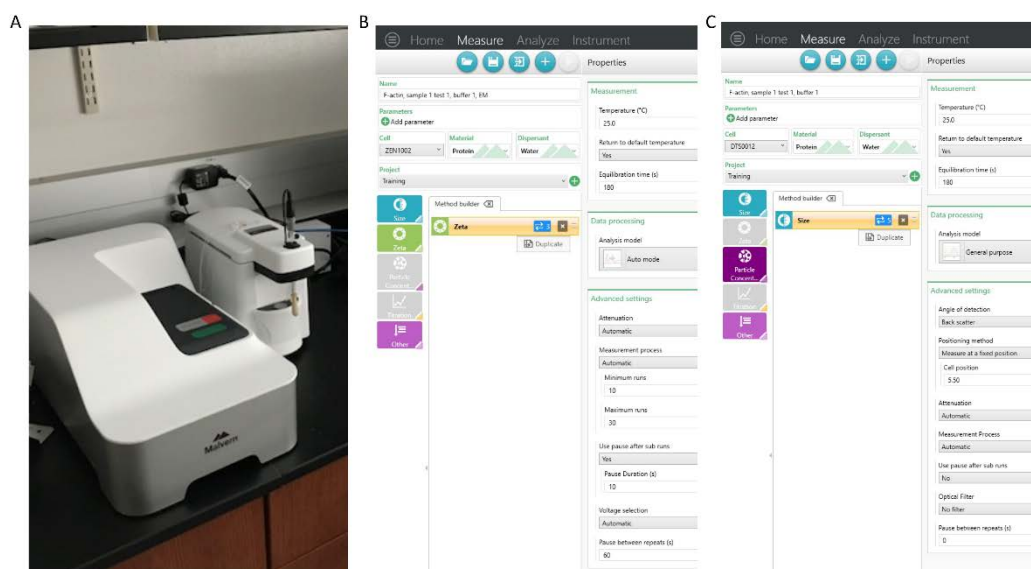 A
Malvern
B
Home Measure Analyze Instrument
Properties
Name
F-actin, sample 1 test 1, buffer 1, EM
Parameters
Add parameter
Cell Material Dispersant
ZEN1002 Protein Water
Project
Training
Size
Zeta
Particle
Concent...
Titration
Other
Method builder
Zeta 3
Duplicate
Measurement
Temperature (°C)
25.0
Return to default temperature
Yes
Equilibration time (s)
180
Data processing
Analysis model
Auto mode
Advanced settings
Attenuation
Automatic
Measurement process
Automatic
Minimum runs
10
Maximum runs
30
Use pause after sub runs
Yes
Pause Duration (s)
10
Voltage selection
Automatic
Pause between repeats (s)
60
C
Home Measure Analyze Instrument
Properties
Name
F-actin, sample 1 test 1, buffer 1
Parameters
Add parameter
Cell Material Dispersant
DTS0012 Protein Water
Project
Training
Size
Zeta
Particle
Concent...
Titration
Other
Method builder
Size 5
Duplicate
Measurement
Temperature (°C)
25.0
Return to default temperature
Yes
Equilibration time (s)
180
Data processing
Analysis model
General purpose
Advanced settings
Angle of detection
Back scatter
Positioning method
Measure at a fixed position
Cell position
5.50
Attenuation
Automatic
Measurement Process
Automatic
Use pause after sub runs
No
Optical Filter
No filter
Pause between repeats (s)
0